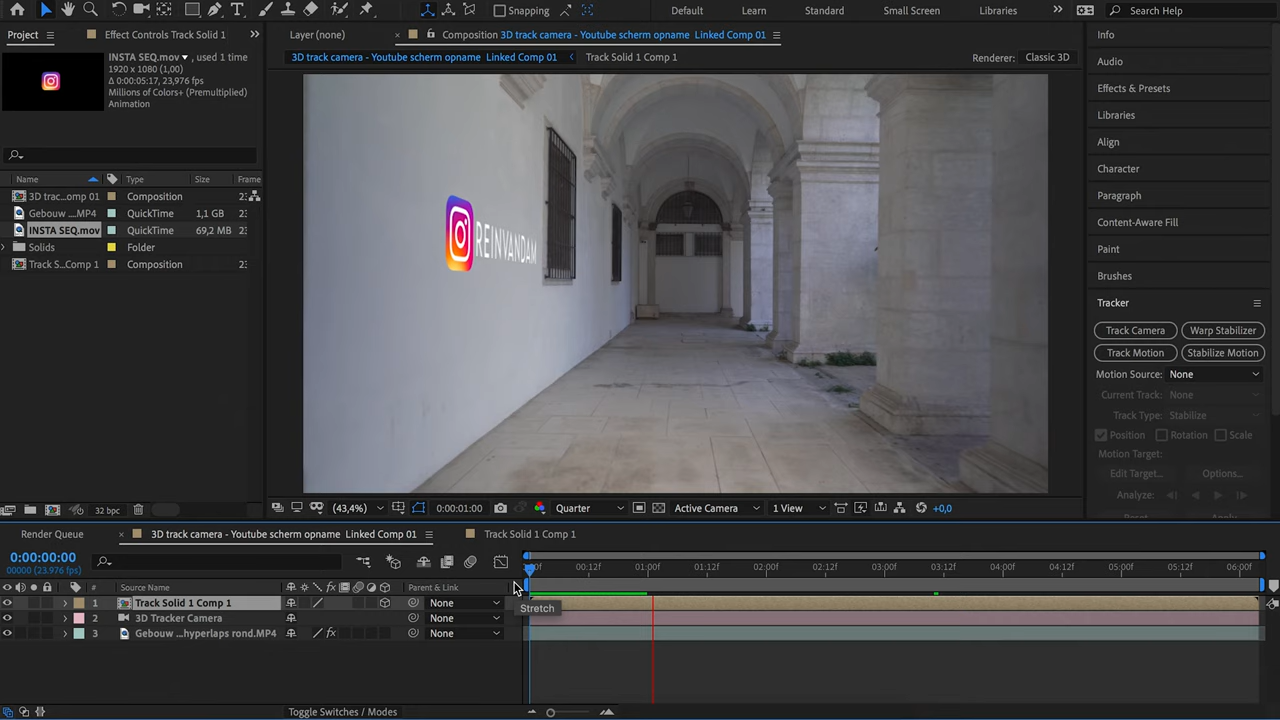 Snapping
Default
Learn
Standard
Small Screen
Libraries
Search Help
Project
Effect Controls Track Solid 1
Layer (none)
Composition 3D track camera - Youtube scherm opname Linked Comp 01
3D track camera - Youtube scherm opname Linked Comp 01
Track Solid 1 Comp 1
Renderer:
Classic 3D
INSTA SEQ.mov, used 1 time
1920 x 1080 (1,00)
Δ 0:00:05:17, 23,976 fps
Millions of Colors+ (Premultiplied)
Animation
Name
Type
Size
Frame
3D trac...omp 01
Composition
23
Gebouw ....MP4
QuickTime
1,1 GB
23
INSTA SEQ.mov
QuickTime
69,2 MB
23
Solids
Folder
Track S...Comp 1
Composition
23
32 bpc
REINVANDAM
(43,4%)
0:00:01:00
Quarter
Active Camera
1 View
+0,0
Info
Audio
Effects & Presets
Libraries
Align
Character
Paragraph
Content-Aware Fill
Paint
Brushes
Tracker
Track Camera
Warp Stabilizer
Track Motion
Stabilize Motion
Motion Source:
None
Current Track:
None
Track Type:
Stabilize
Position
Rotation
Scale
Motion Target:
Edit Target...
Options...
Analyze:
Render Queue
3D track camera - Youtube scherm opname Linked Comp 01
Track Solid 1 Comp 1
0:00:00:00
00000 (23.976 fps)
00:12f
01:00f
01:12f
02:00f
02:12f
03:00f
03:12f
04:00f
04:12f
05:00f
05:12f
06:00f
#
Source Name
Parent & Link
1
Track Solid 1 Comp 1
None
Stretch
2
3D Tracker Camera
None
3
Gebouw ...hyperlaps rond.MP4
None
Toggle Switches / Modes